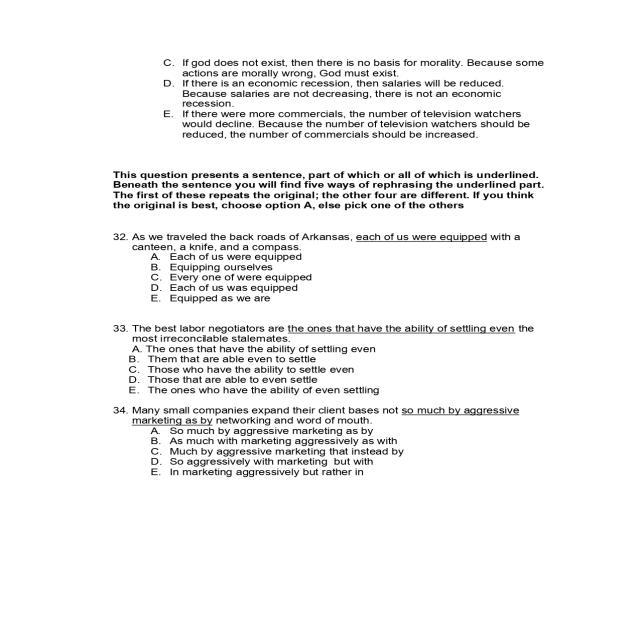 C. If god does not exist, then there is no basis for morality. Because some
actions are morally wrong, God must exist.
D. If there is an economic recession, then salaries will be reduced.
Because salaries are not decreasing, there is not an economic
recession.
E. If there were more commercials, the number of television watchers
would decline. Because the number of television watchers should be
reduced, the number of commercials should be increased.
This question presents a sentence, part of which or all of which is underlined.
Beneath the sentence you will find five ways of rephrasing the underlined part.
The first of these repeats the original; the other four are different. If you think
the original is best, choose option A, else pick one of the others
32. As we traveled the back roads of Arkansas, each of us were equipped with a
canteen, a knife, and a compass.
A. Each of us were equipped
B. Equipping ourselves
C. Every one of were equipped
D. Each of us was equipped
E. Equipped as we are
33. The best labor negotiators are the ones that have the ability of settling even the
most irreconcilable stalemates.
A. The ones that have the ability of settling even
B. Them that are able even to settle
C. Those who have the ability to settle even
D. Those that are able to even settle
E. The ones who have the ability of even settling
34. Many small companies expand their client bases not so much by aggressive
marketing as by networking and word of mouth.
A. So much by aggressive marketing as by
B. As much with marketing aggressively as with
C. Much by aggressive marketing that instead by
D. So aggressively with marketing but with
E. In marketing aggressively but rather in